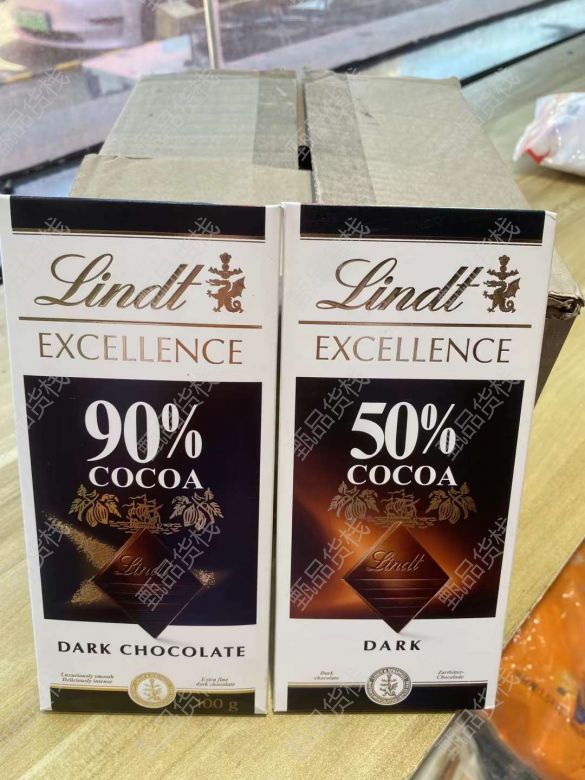 Lindt
EXCELLENCE
90%
COCOA
Lindt
DARK CHOCOLATE
Luxuriously smooth
Deliciously intense
Extra fine
dark chocolate
100 g
Lindt
EXCELLENCE
50%
COCOA
Lindt
DARK
Dark
chocolate
Zartbitter-
Chocolade
甄品货栈